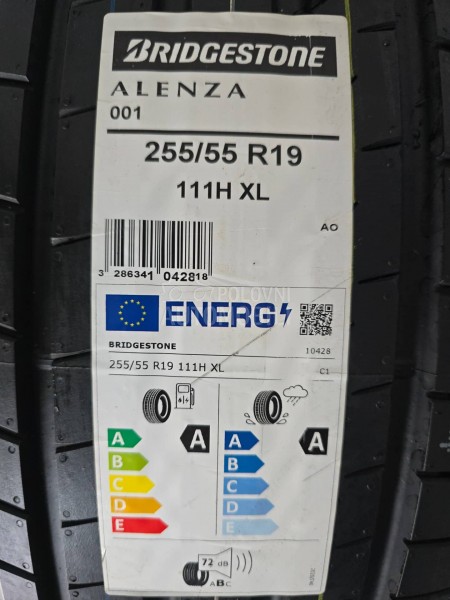 BRIDGESTONE
ALENZA
001
255/55 R19
111H XL
AO
3 286341 042818
POLOVNI
ENERG
BRIDGESTONE
10428
255/55 R19 111H XL
C1
A A
B
C
D
E
A A
B
C
D
E
72 dB
ABC